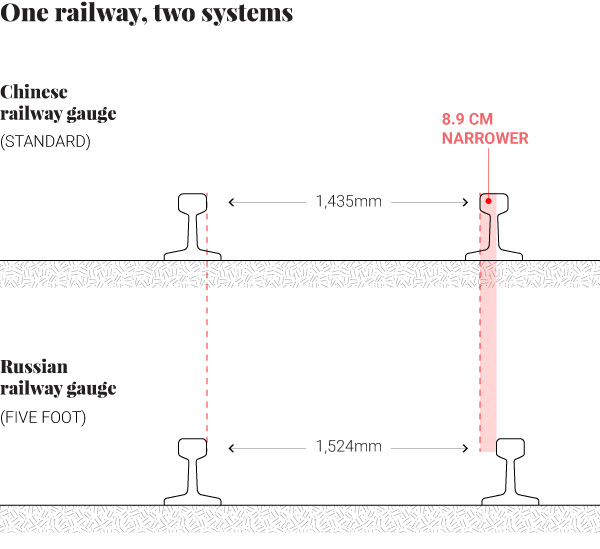 One railway, two systems
Chinese
railway gauge
(STANDARD)
8.9 CM
NARROWER
1,435mm
Russian
railway gauge
(FIVE FOOT)
1,524mm